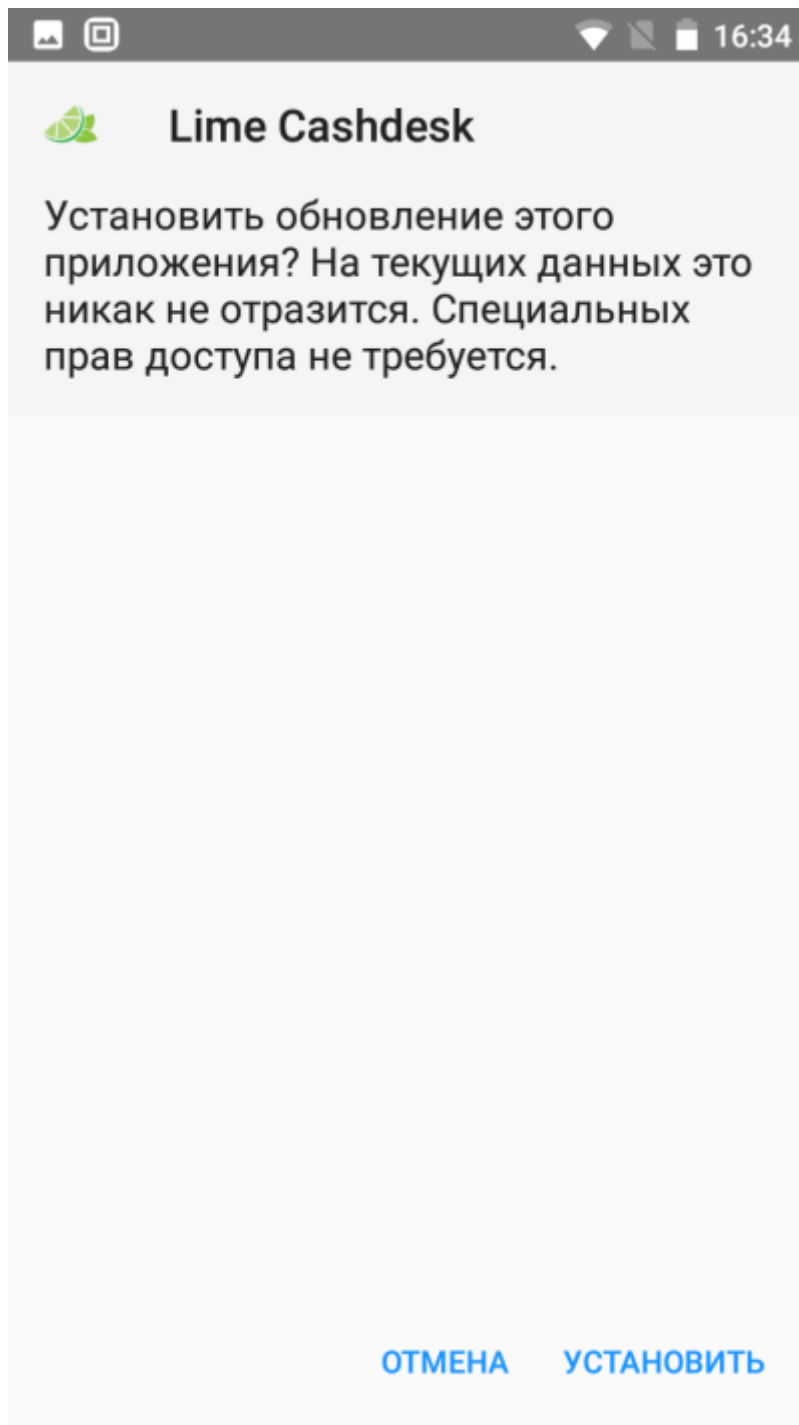 16:34
Lime Cashdesk
Установить обновление этого
приложения? На текущих данных это
никак не отразится. Специальных
прав доступа не требуется.
ОТМЕНА УСТАНОВИТЬ